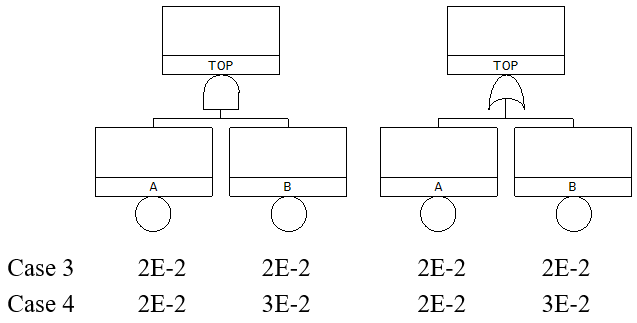 TOP TOP
A B A B
Case 3 2E-2 2E-2 2E-2 2E-2
Case 4 2E-2 3E-2 2E-2 3E-2